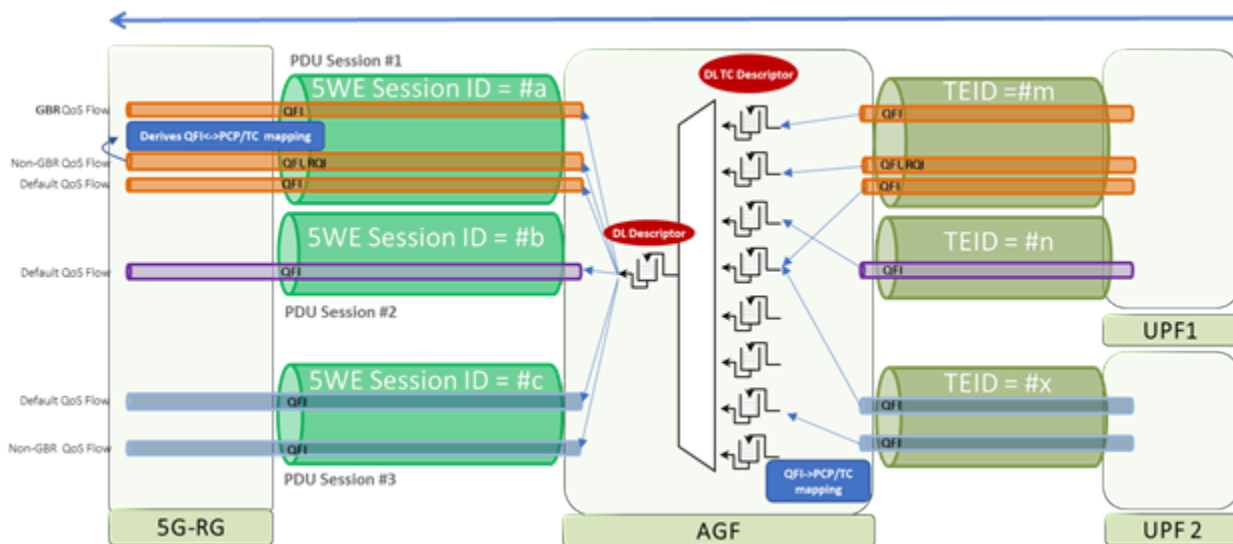 PDU Session #1
5WE Session ID = #a
GBR QoS Flow
QFI
Derives QFI<->PCP/TC mapping
Non-GBR QoS Flow
QFI, RQI
Default QoS Flow
QFI
5WE Session ID = #b
Default QoS Flow
QFI
PDU Session #2
5WE Session ID = #c
Default QoS Flow
QFI
Non-GBR QoS Flow
QFI
PDU Session #3
5G-RG
DL TC Descriptor
DL Descriptor
QFI->PCP/TC
mapping
AGF
TEID =#m
QFI
QFI, RQI
QFI
TEID = #n
QFI
UPF1
TEID = #x
QFI
QFI
UPF 2